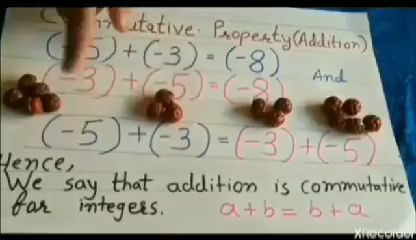 Commutative Property(Addition)
(-5)+(-3)=(-8)
And
(-3)+(-5)=(-8)
(-5)+(-3)=(-3)+(-5)
Hence,
We say that addition is commutative
for integers. a+b=b+a